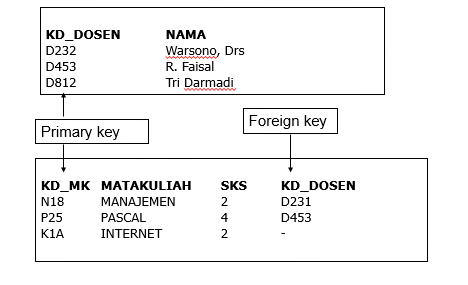 KD_DOSEN NAMA
D232 Warsono, Drs
D453 R. Faisal
D812 Tri Darmadi
Primary key
Foreign key
KD_MK MATAKULIAH SKS KD_DOSEN
N18 MANAJEMEN 2 D231
P25 PASCAL 4 D453
K1A INTERNET 2 -